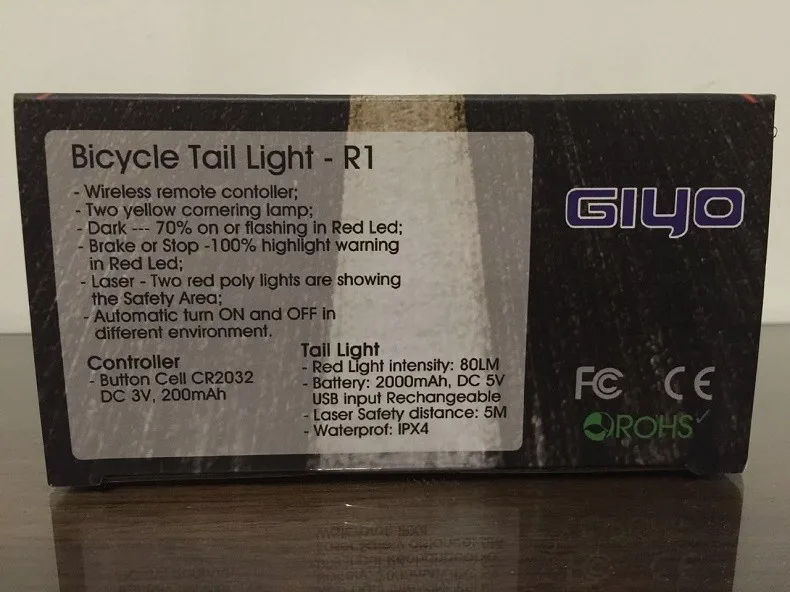 Bicycle Tail Light - R1
- Wireless remote contoller;
- Two yellow cornering lamp;
- Dark --- 70% on or flashing in Red Led;
- Brake or Stop -100% highlight warning
in Red Led;
- Laser - Two red poly lights are showing
the Safety Area;
- Automatic turn ON and OFF in
different environment.
Controller
- Button Cell CR2032
DC 3V, 200mAh
Tail Light
- Red Light intensity: 80LM
- Battery: 2000mAh, DC 5V
USB input Rechargeable
- Laser Safety distance: 5M
- Waterprof: IPX4
GIYO
FC CE
ROHS